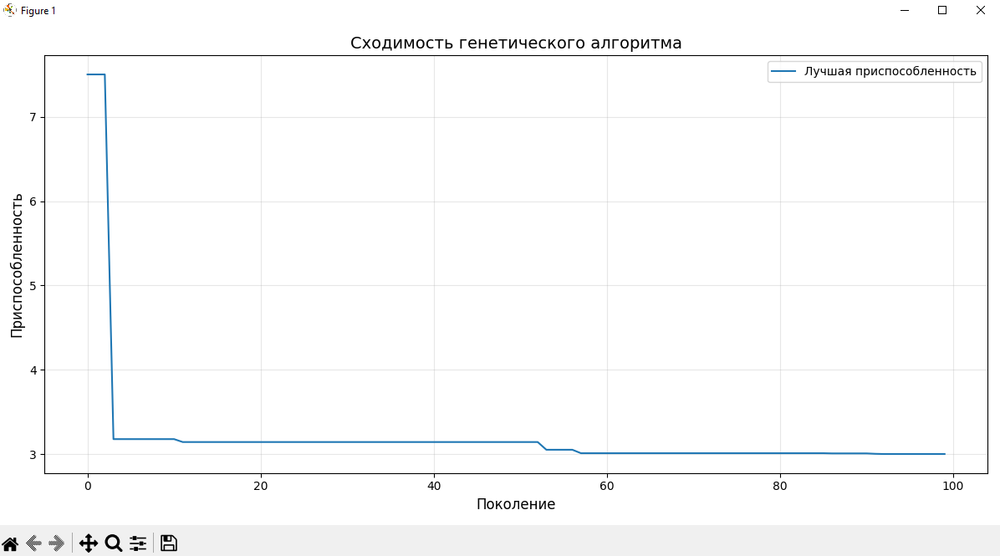 Figure 1
Сходимость генетического алгоритма
Лучшая приспособленность
7
6
5
4
3
Приспособленность
0 20 40 60 80 100
Поколение